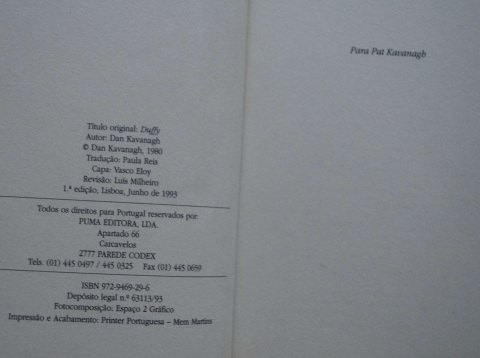 Título original: Duffy
Autor: Dan Kavanagh
© Dan Kavanagh, 1980
Tradução: Paula Reis
Capa: Vasco Eloy
Revisão: Luís Milheiro
1.ª edição, Lisboa, Junho de 1993
Todos os direitos para Portugal reservados por:
PUMA EDITORA, LDA.
Apartado 66
Carcavelos
2777 PAREDE CODEX
Tels. (01) 445 0497 / 445 0325 Fax (01) 445 0659
ISBN 972-9469-29-6
Depósito legal n.º 63113/93
Fotocomposição: Espaço 2 Gráfico
Impressão e Acabamento: Printer Portuguesa – Mem Martins
Para Pat Kavanagh